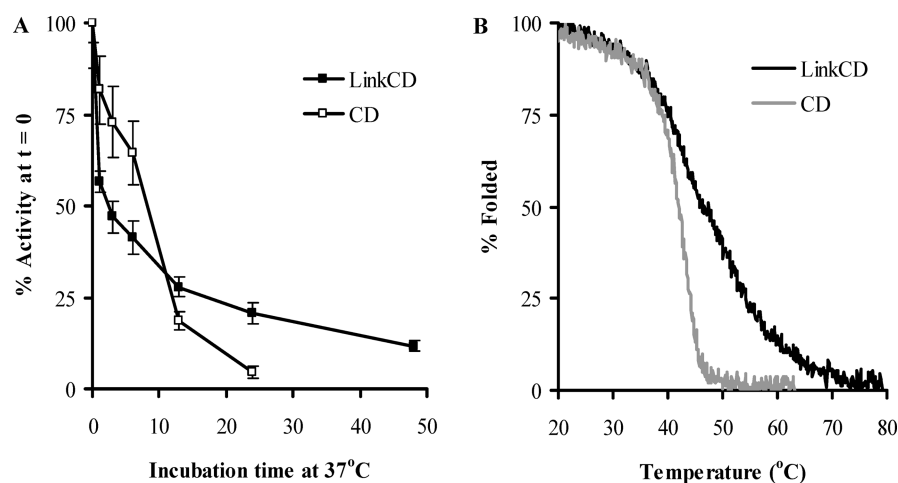 A
% Activity at t = 0
100
75
50
25
0
0 10 20 30 40 50
Incubation time at 37°C
LinkCD
CD
B
% Folded
100
75
50
25
0
20 30 40 50 60 70 80
Temperature (°C)
LinkCD
CD